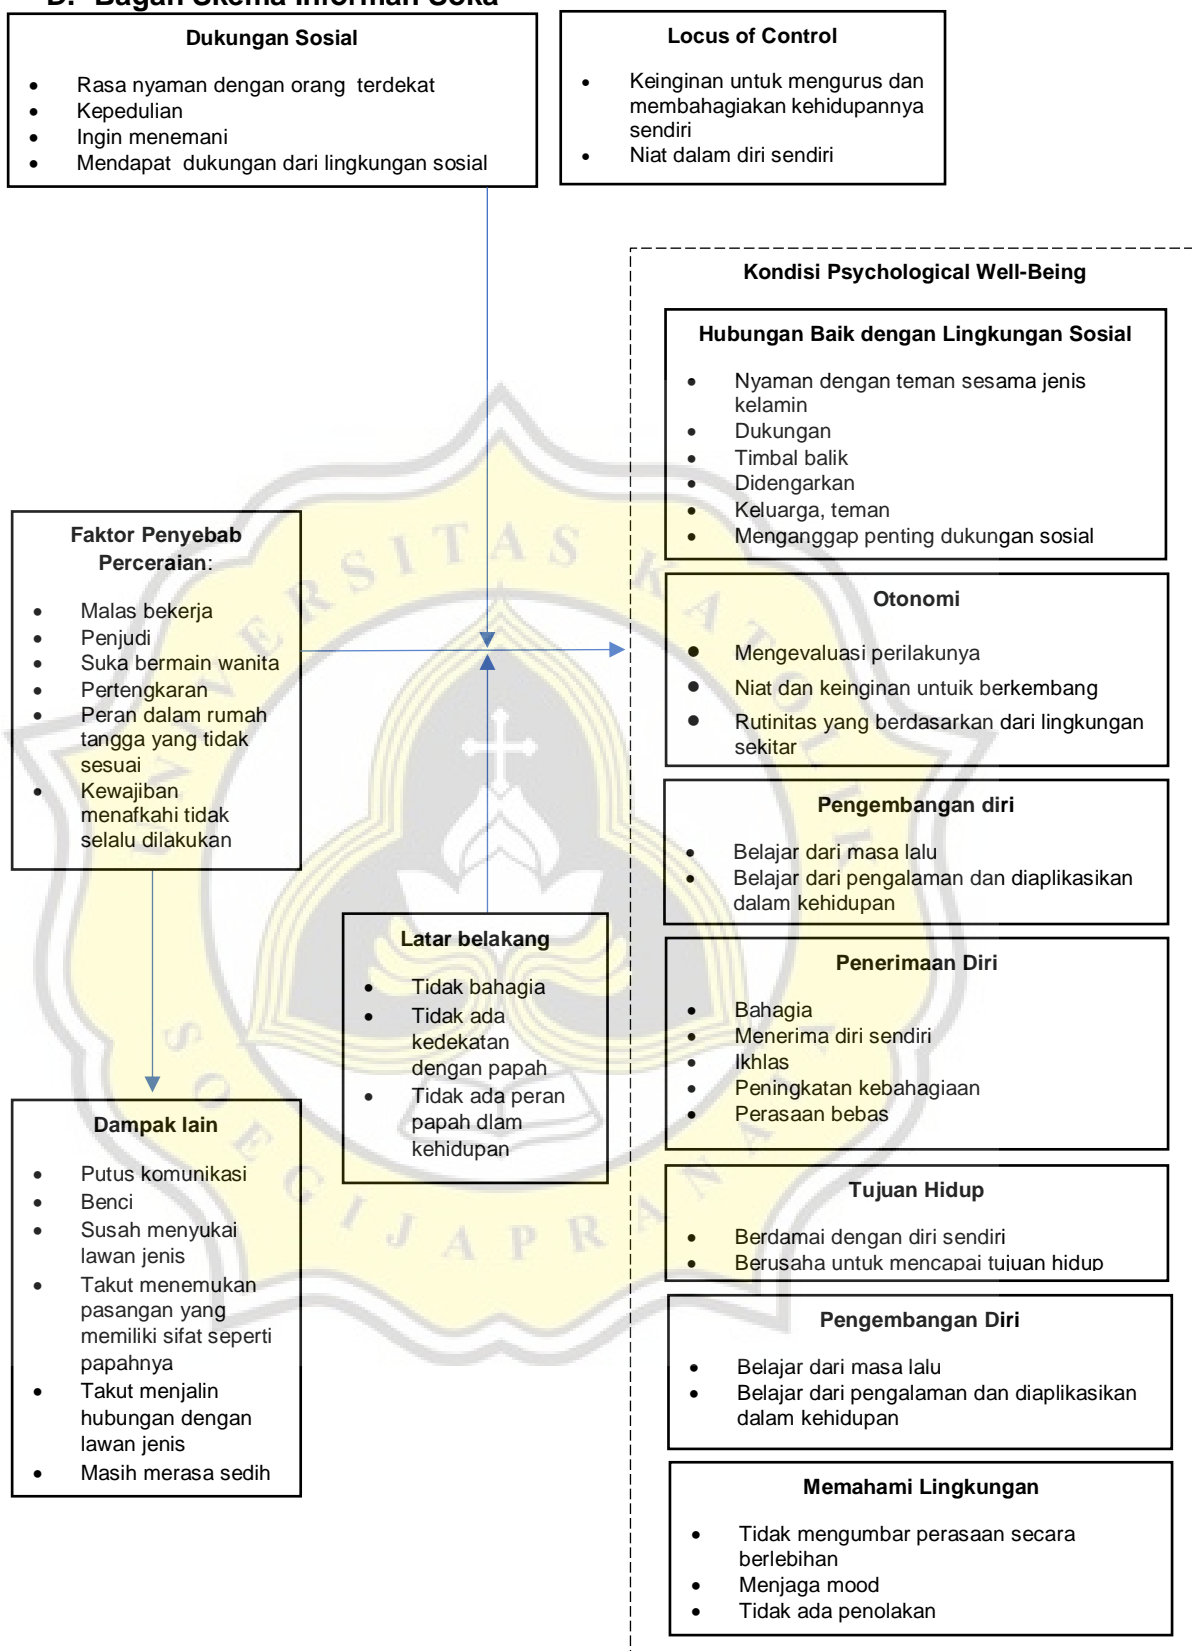 D. Bagan Skema Informan Soka
Dukungan Sosial
• Rasa nyaman dengan orang terdekat
• Kepedulian
• Ingin menemani
• Mendapat dukungan dari lingkungan sosial
Locus of Control
• Keinginan untuk mengurus dan
membahagiakan kehidupannya
sendiri
• Niat dalam diri sendiri
Kondisi Psychological Well-Being
Hubungan Baik dengan Lingkungan Sosial
• Nyaman dengan teman sesama jenis
kelamin
• Dukungan
• Timbal balik
• Didengarkan
• Keluarga, teman
• Menganggap penting dukungan sosial
Faktor Penyebab
Perceraian:
• Malas bekerja
• Penjudi
• Suka bermain wanita
• Pertengkaran
• Peran dalam rumah
tangga yang tidak
sesuai
• Kewajiban
menafkahi tidak
selalu dilakukan
Otonomi
• Mengevaluasi perilakunya
• Niat dan keinginan untuik berkembang
• Rutinitas yang berdasarkan dari lingkungan
sekitar
Pengembangan diri
• Belajar dari masa lalu
• Belajar dari pengalaman dan diaplikasikan
dalam kehidupan
Latar belakang
• Tidak bahagia
• Tidak ada
kedekatan
dengan papah
• Tidak ada peran
papah dlam
kehidupan
Penerimaan Diri
• Bahagia
• Menerima diri sendiri
• Ikhlas
• Peningkatan kebahagiaan
• Perasaan bebas
Dampak lain
• Putus komunikasi
• Benci
• Susah menyukai
lawan jenis
• Takut menemukan
pasangan yang
memiliki sifat seperti
papahnya
• Takut menjalin
hubungan dengan
lawan jenis
• Masih merasa sedih
Tujuan Hidup
• Berdamai dengan diri sendiri
• Berusaha untuk mencapai tujuan hidup
Pengembangan Diri
• Belajar dari masa lalu
• Belajar dari pengalaman dan diaplikasikan
dalam kehidupan
Memahami Lingkungan
• Tidak mengumbar perasaan secara
berlebihan
• Menjaga mood
• Tidak ada penolakan
UNIVERSITAS KATOLIK
SOEGIJAPRANATA